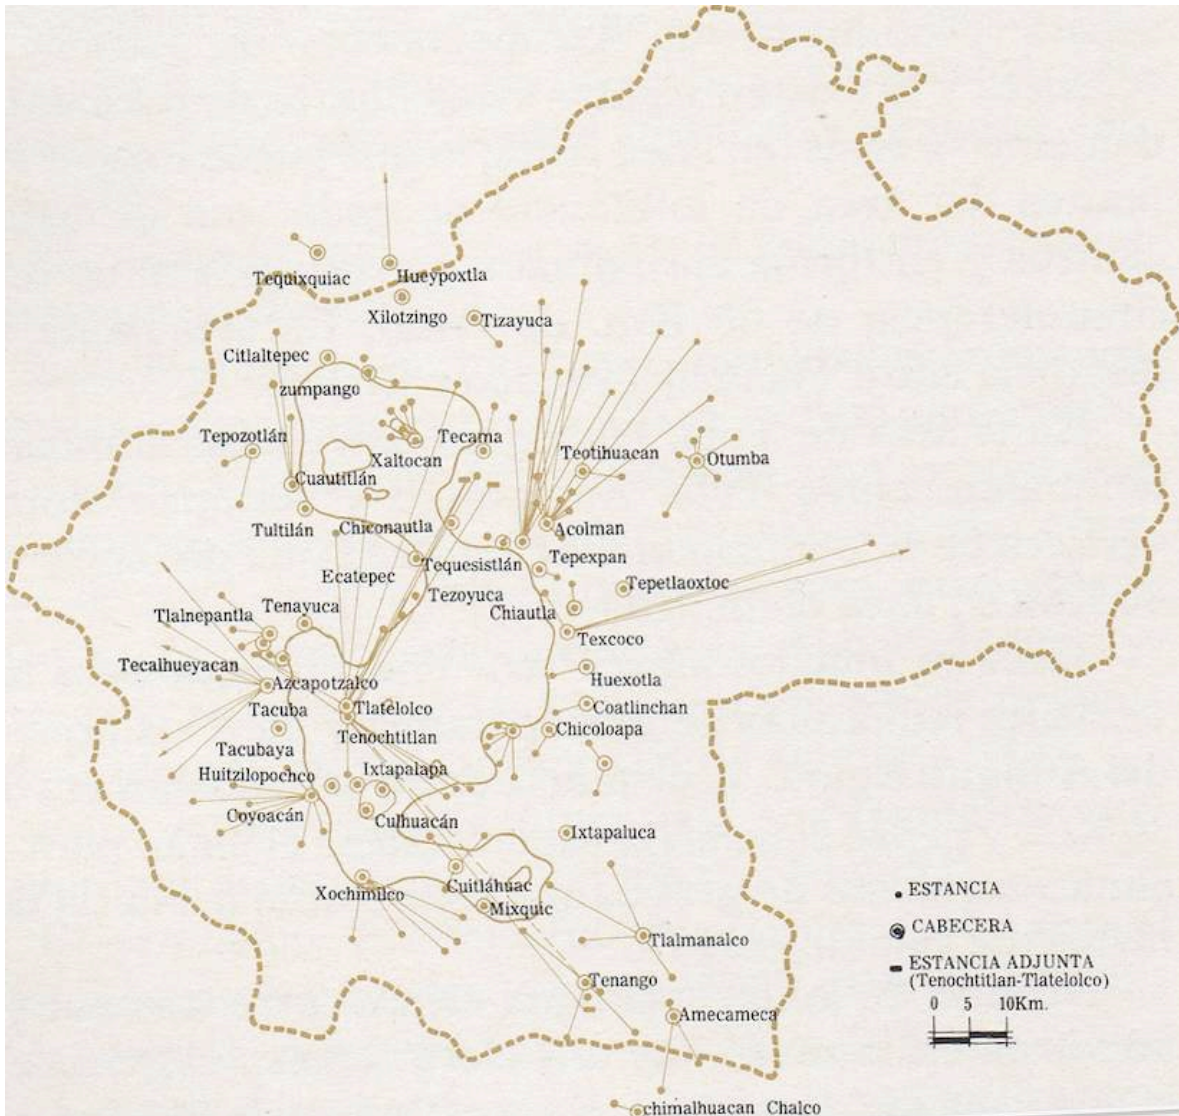 Tequixquiac
Hueypoxtla
Xilotzingo
Tizayuca
Citlaltepec
zumpango
Tepozotlán
Tecama
Xaltocan
Teotihuacan
Otumba
Cuautitlán
Tultilán
Chiconautla
Acolman
Tequesistlán
Tepexpan
Ecatepec
Tezoyuca
Tepetlaoxtoc
Tenayuca
Chiautla
Tlalnepantla
Texcoco
Tecalhueyacan
Huexotla
Azcapotzalco
Tacuba
Tlatelolco
Coatlinchan
Tenochtitlan
Chicoloapa
Tacubaya
Huitzilopochco
Ixtapalapa
Coyoacán
Culhuacán
Ixtapaluca
Xochimilco
Cuitláhuac
Mixquic
Tlalmanalco
Tenango
Amecameca
chimalhuacan Chalco
ESTANCIA
CABECERA
ESTANCIA ADJUNTA
(Tenochtitlan-Tlatelolco)
0 5 10Km.